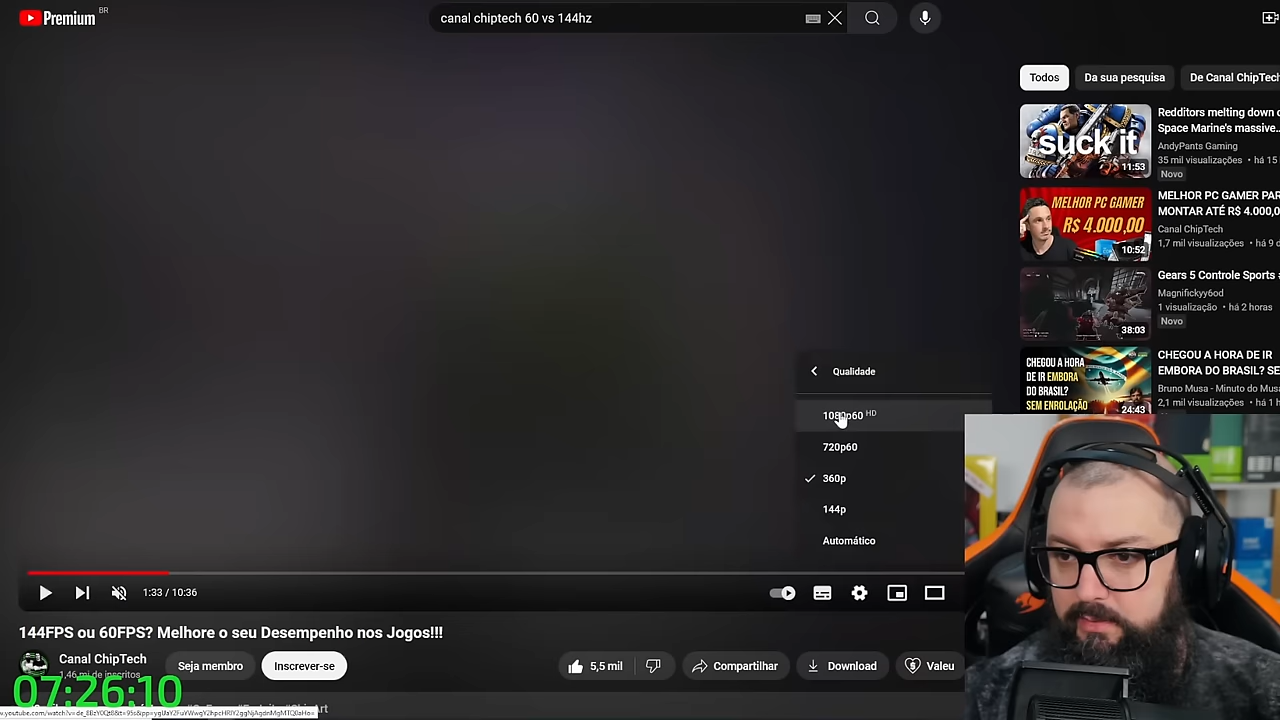 Premium BR
canal chiptech 60 vs 144hz
Todos
Da sua pesquisa
De Canal ChipTech
suck it
11:53
Redditors melting down
Space Marine's massive...
AndyPants Gaming
35 mil visualizações • há 15
Novo
MELHOR PC GAMER
R$ 4.000,00
10:52
MELHOR PC GAMER PAR
MONTAR ATÉ R$ 4.000,0
Canal ChipTech
1,7 mil visualizações • há 9
38:03
Gears 5 Controle Sports
Magnifickyy6od
1 visualização • há 2 horas
Novo
CHEGOU A HORA
DE IR EMBORA
DO BRASIL?
SEM ENROLAÇÃO
24:43
CHEGOU A HORA DE IR
EMBORA DO BRASIL? SE
Bruno Musa - Minuto do Mus
2,1 mil visualizações • há 1
Qualidade
1080p60 HD
720p60
360p
144p
Automático
1:33 / 10:36
144FPS ou 60FPS? Melhore o seu Desempenho nos Jogos!!!
Canal ChipTech
1,46 mi de inscritos
Seja membro
Inscrever-se
5,5 mil
Compartilhar
Download
Valeu
07:26:10